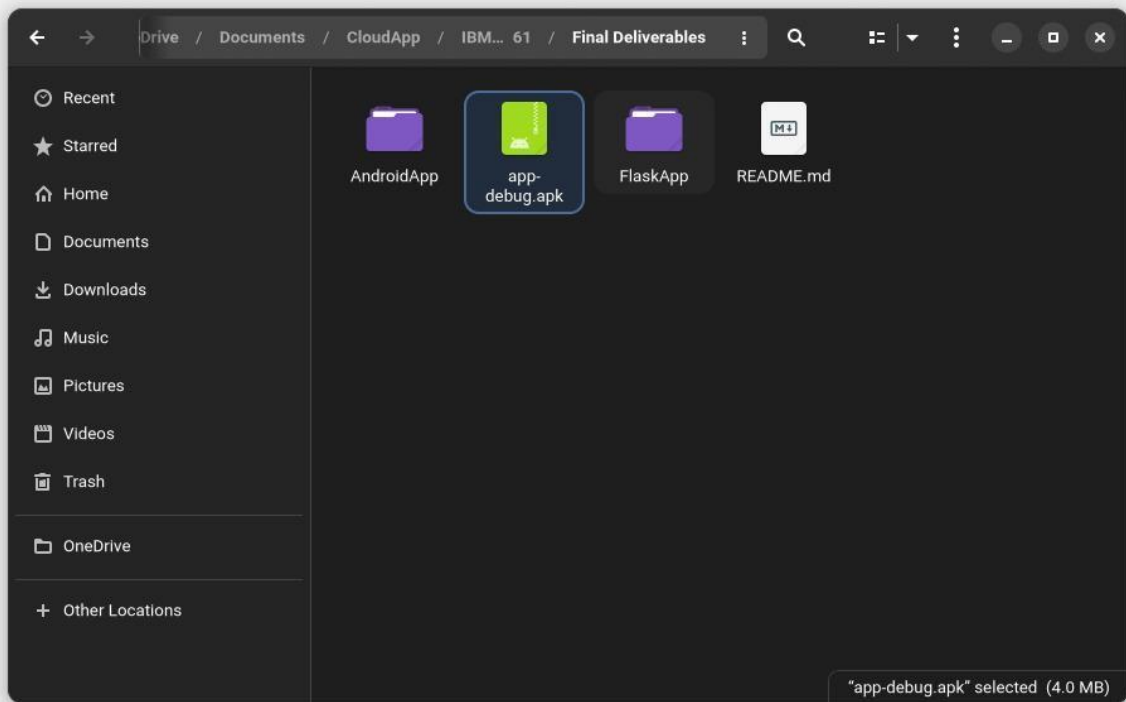 Drive / Documents / CloudApp / IBM... 61 / Final Deliverables
Recent
Starred
Home
Documents
Downloads
Music
Pictures
Videos
Trash
OneDrive
Other Locations
AndroidApp
app-
debug.apk
FlaskApp
M
README.md
“app-debug.apk” selected (4.0 MB)